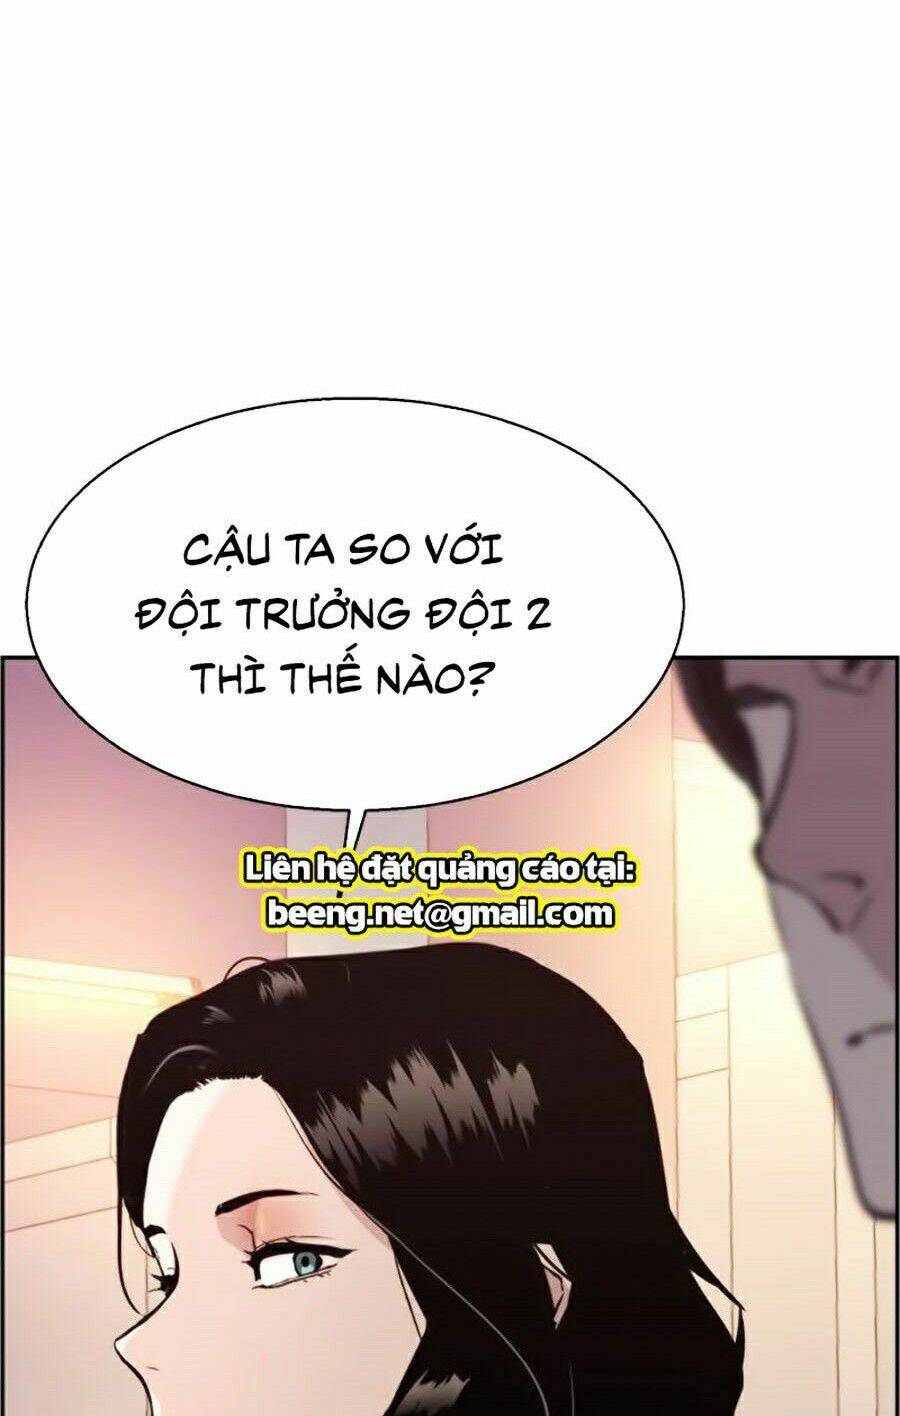 CẬU TA SO VỚI
ĐỘI TRƯỞNG ĐỘI 2
THÌ THẾ NÀO?
Liên hệ đặt quảng cáo tại:
beeng.net@gmail.com